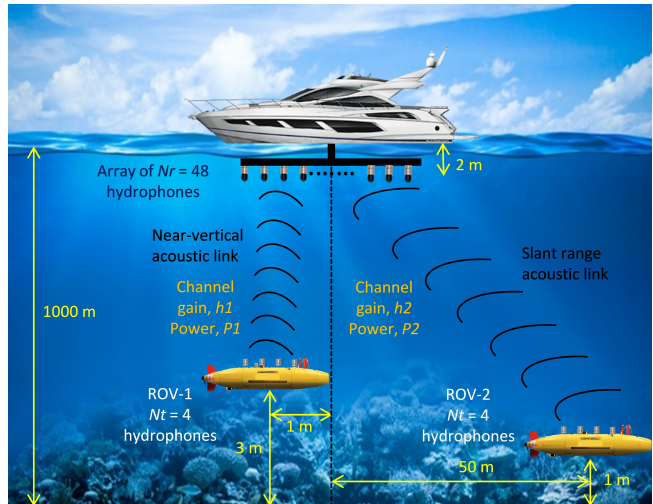 2 m
Array of Nr = 48
hydrophones
Near-vertical
acoustic link
Slant range
acoustic link
Channel
gain, h1
Power, P1
Channel
gain, h2
Power, P2
1000 m
ROV-1
Nt = 4
hydrophones
1 m
3 m
ROV-2
Nt = 4
hydrophones
50 m
1 m